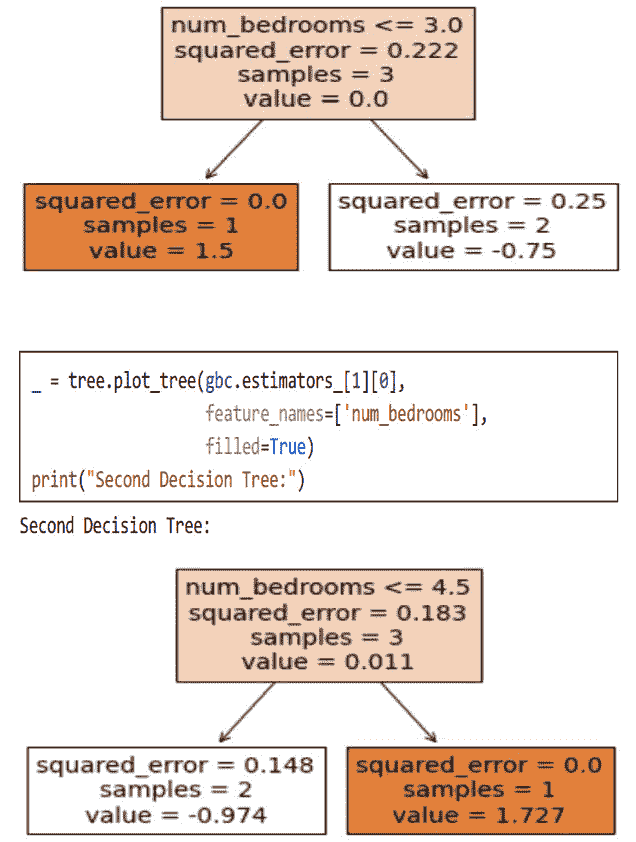 num_bedrooms <= 3.0
squared_error = 0.222
samples = 3
value = 0.0
squared_error = 0.0
samples = 1
value = 1.5
squared_error = 0.25
samples = 2
value = -0.75
_ = tree.plot_tree(gbc.estimators_[1][0],
feature_names=['num_bedrooms'],
filled=True)
print("Second Decision Tree:")
Second Decision Tree:
num_bedrooms <= 4.5
squared_error = 0.183
samples = 3
value = 0.011
squared_error = 0.148
samples = 2
value = -0.974
squared_error = 0.0
samples = 1
value = 1.727